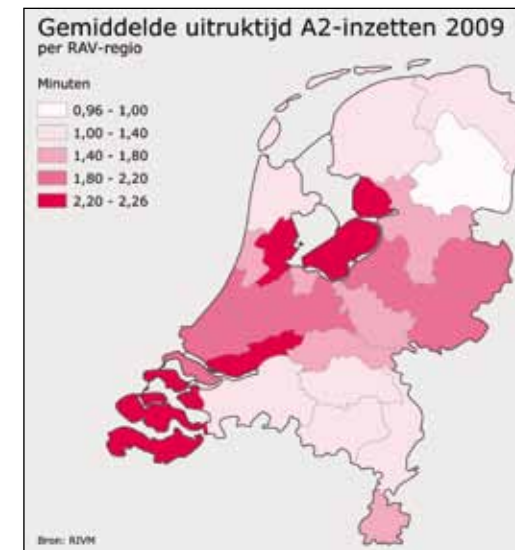 Gemiddelde uitruktijd A2-inzetten 2009
per RAV-regio
Minuten
0,96 - 1,00
1,00 - 1,40
1,40 - 1,80
1,80 - 2,20
2,20 - 2,26
Bron: RIVM